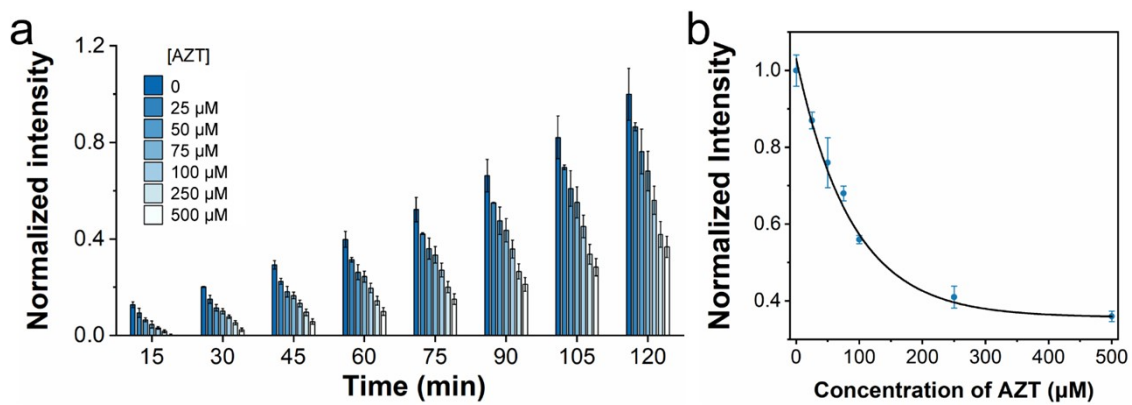 a
Normalized intensity
1.2
0.8
0.4
0.0
[AZT]
0
25 µM
50 µM
75 µM
100 µM
250 µM
500 µM
15 30 45 60 75 90 105 120
Time (min)
b
Normalized Intensity
1.0
0.8
0.6
0.4
0 100 200 300 400 500
Concentration of AZT (µM)